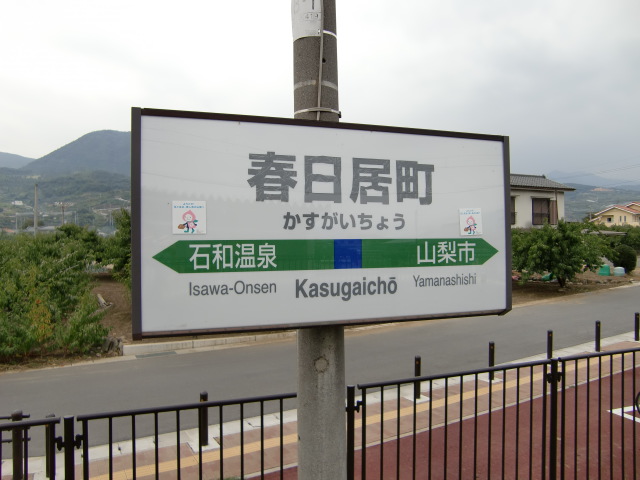 春日居町
かすがいちょう
石和温泉
山梨市
Isawa-Onsen
Kasugaichō
Yamanashishi